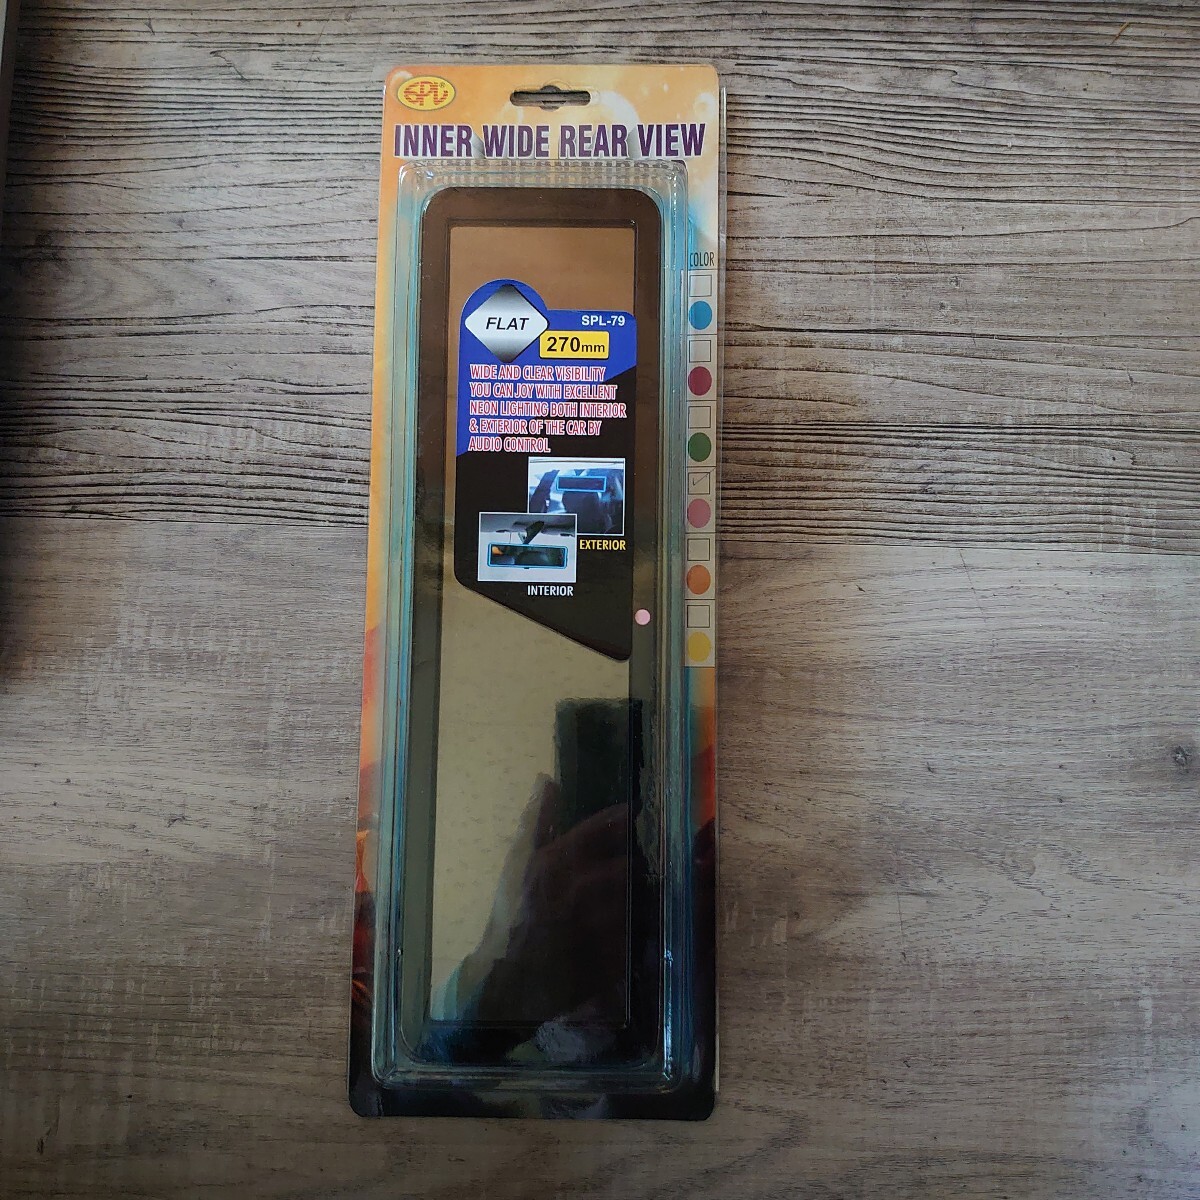 SPL®
INNER WIDE REAR VIEW
COLOR
FLAT
SPL-79
270mm
WIDE AND CLEAR VISIBILITY
YOU CAN JOY WITH EXCELLENT
NEON LIGHTING BOTH INTERIOR
& EXTERIOR OF THE CAR BY
AUDIO CONTROL
EXTERIOR
INTERIOR